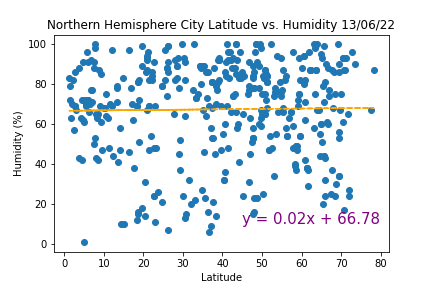 Northern Hemisphere City Latitude vs. Humidity 13/06/22
100
80
60
40
20
0
Humidity (%)
y = 0.02x + 66.78
0 10 20 30 40 50 60 70 80
Latitude